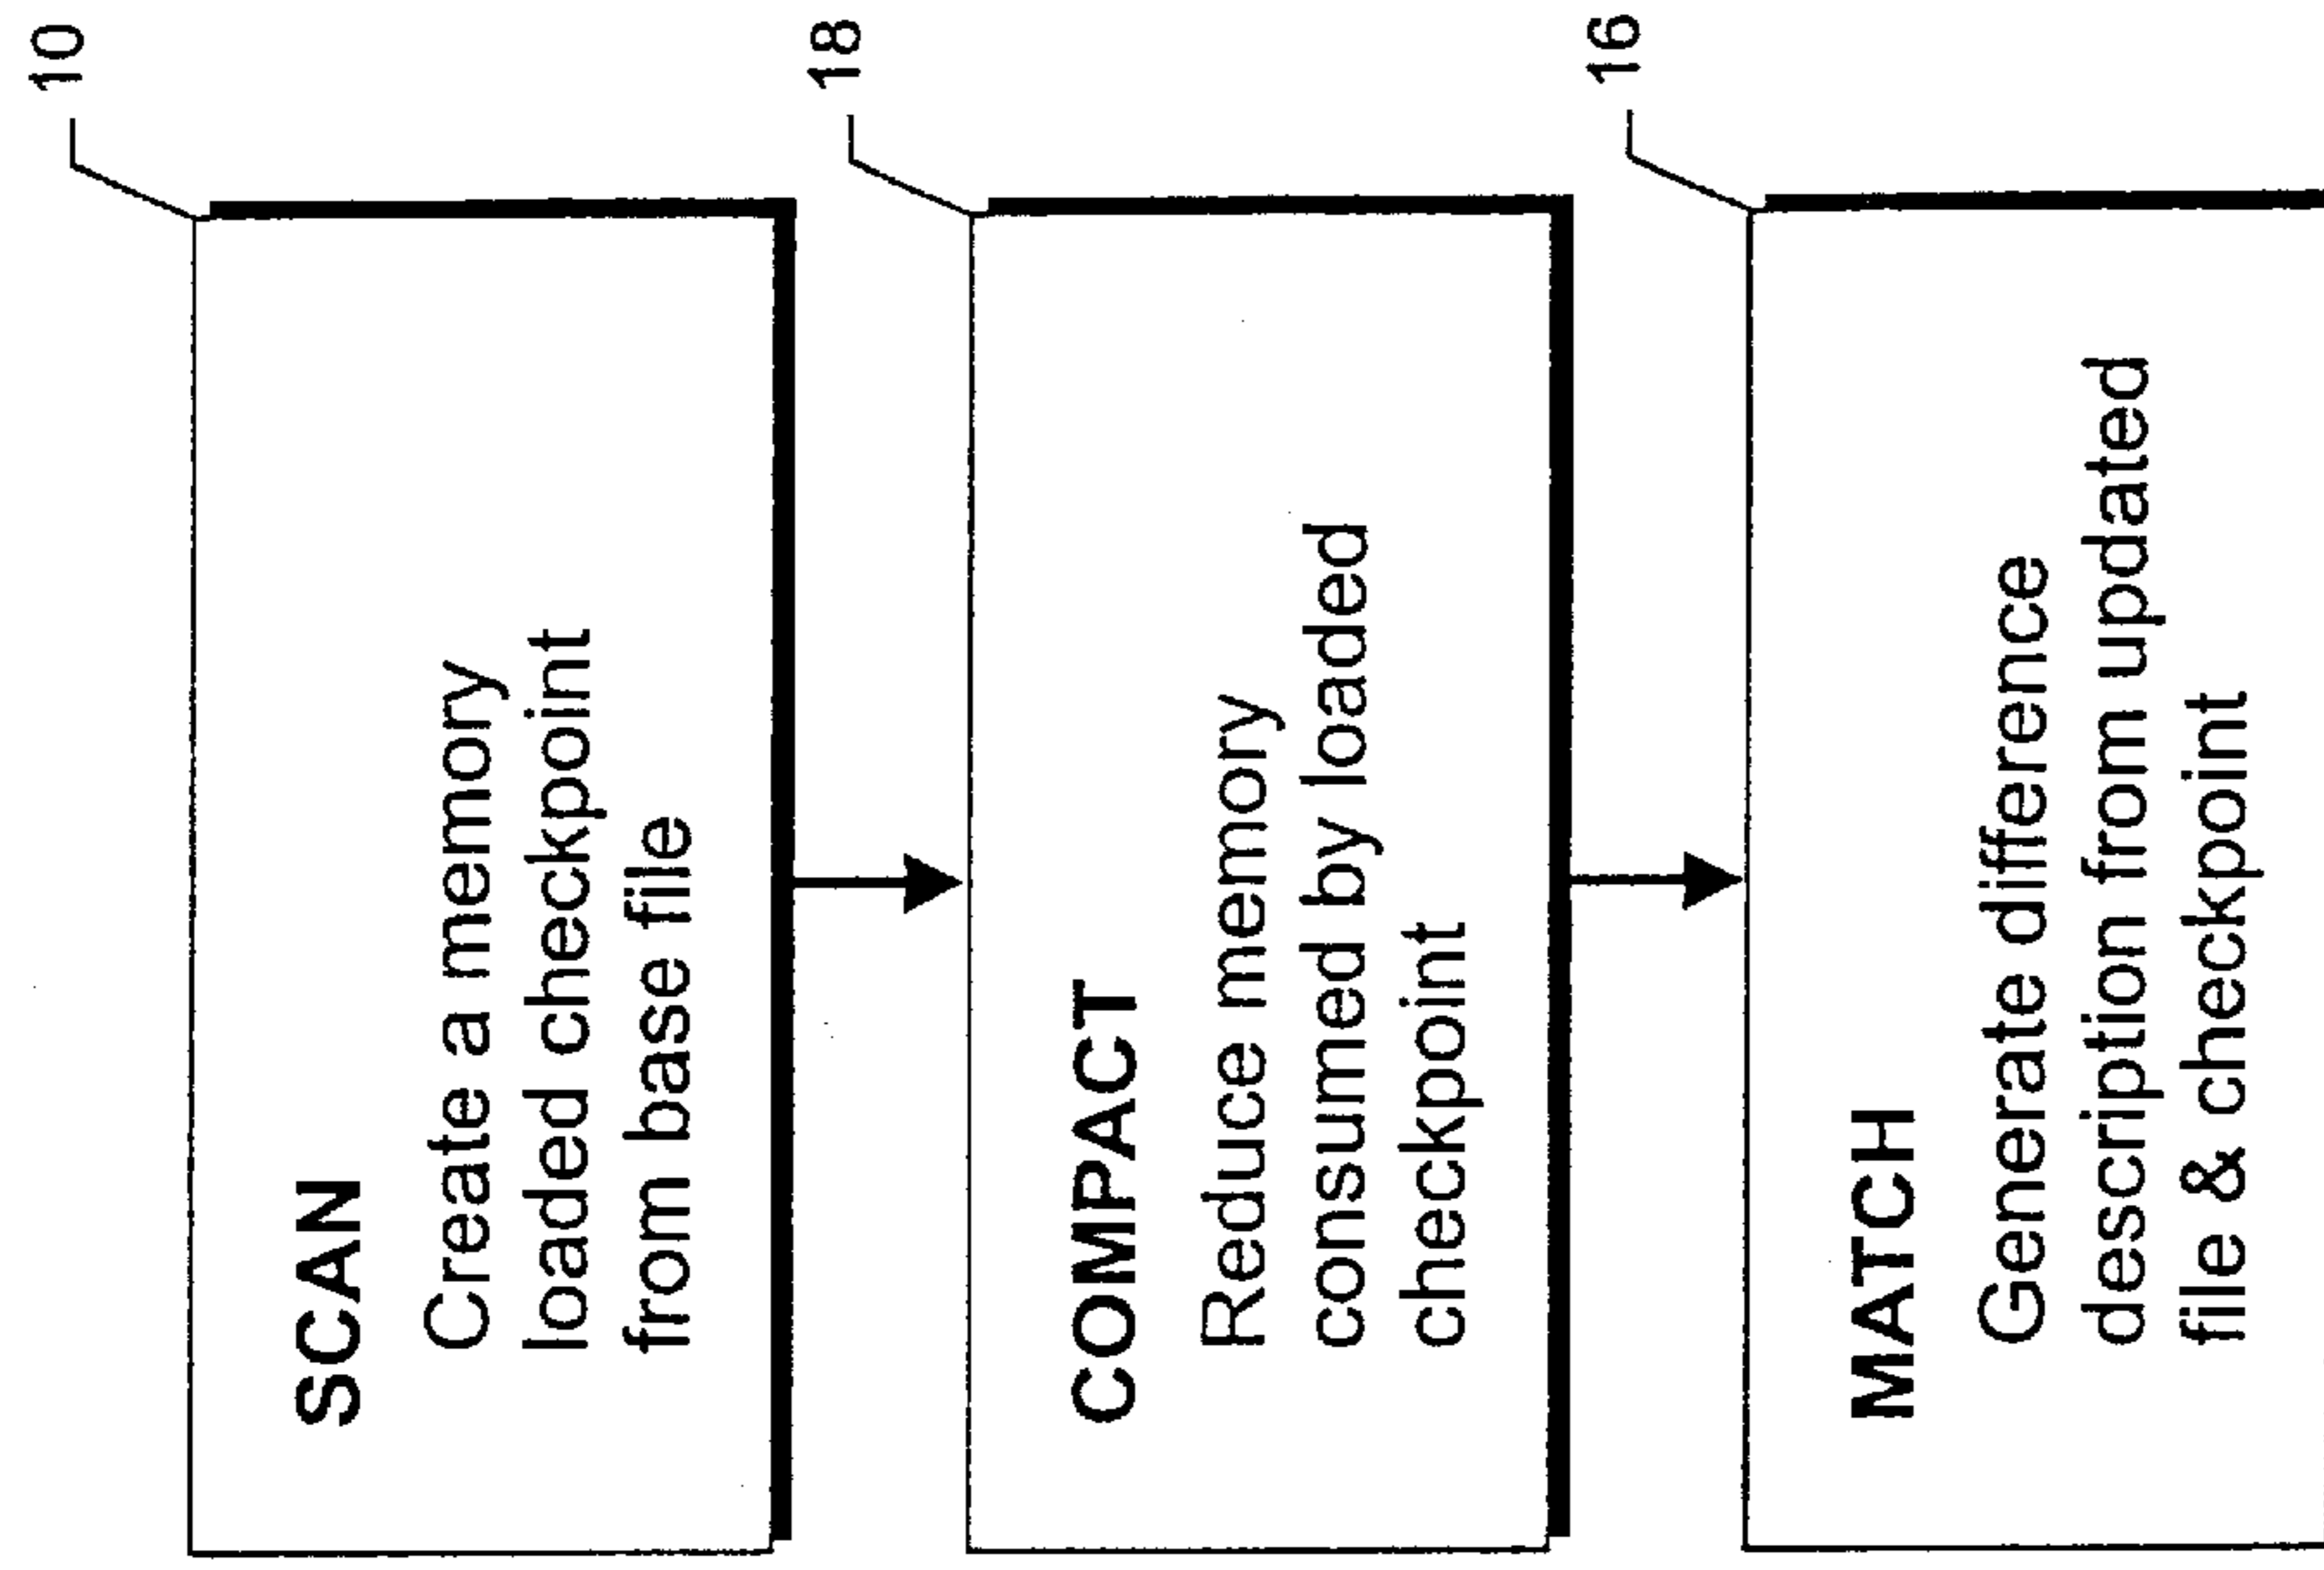 10
SCAN
Create a memory
loaded checkpoint
from base file
18
COMPACT
Reduce memory
consumed by loaded
checkpoint
16
MATCH
Generate difference
description from updated
file & checkpoint